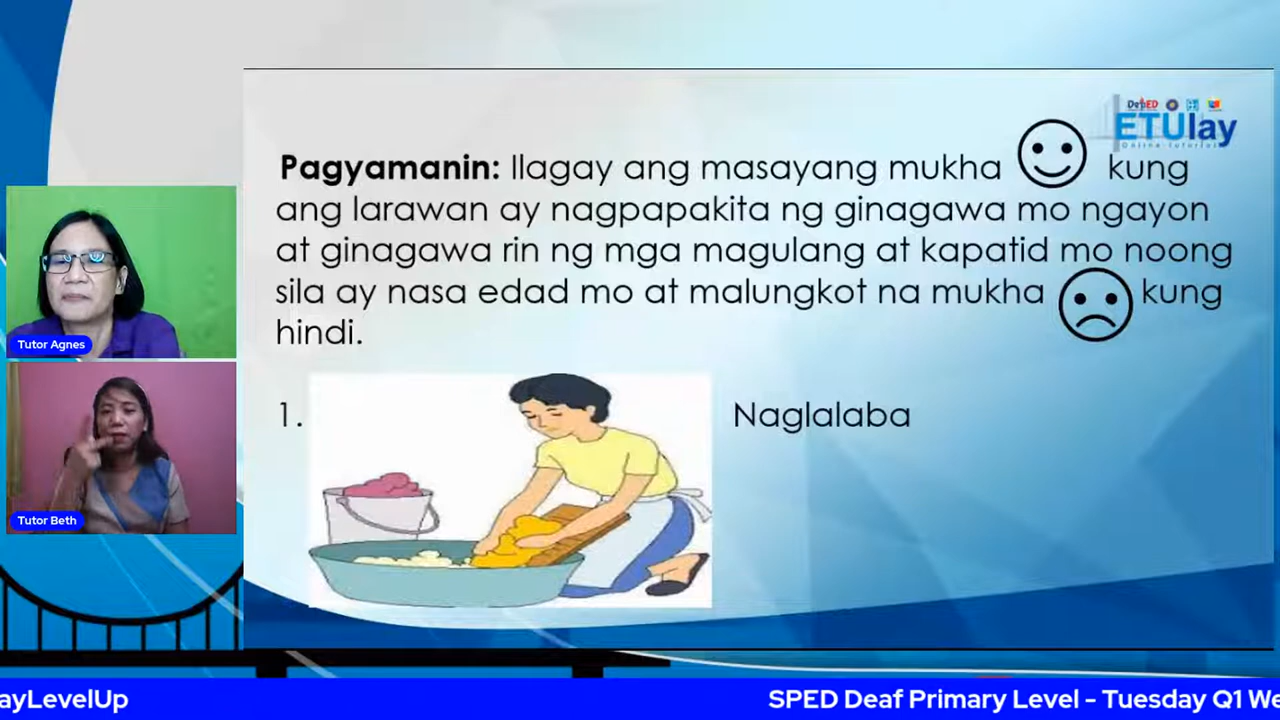 DepED
ETUlay
Online Tutorial
Pagyamanin: Ilagay ang masayang mukha kung
ang larawan ay nagpapakita ng ginagawa mo ngayon
at ginagawa rin ng mga magulang at kapatid mo noong
sila ay nasa edad mo at malungkot na mukha kung
hindi.
1. Naglalaba
Tutor Agnes
Tutor Beth
ayLevelUp
SPED Deaf Primary Level - Tuesday Q1 We